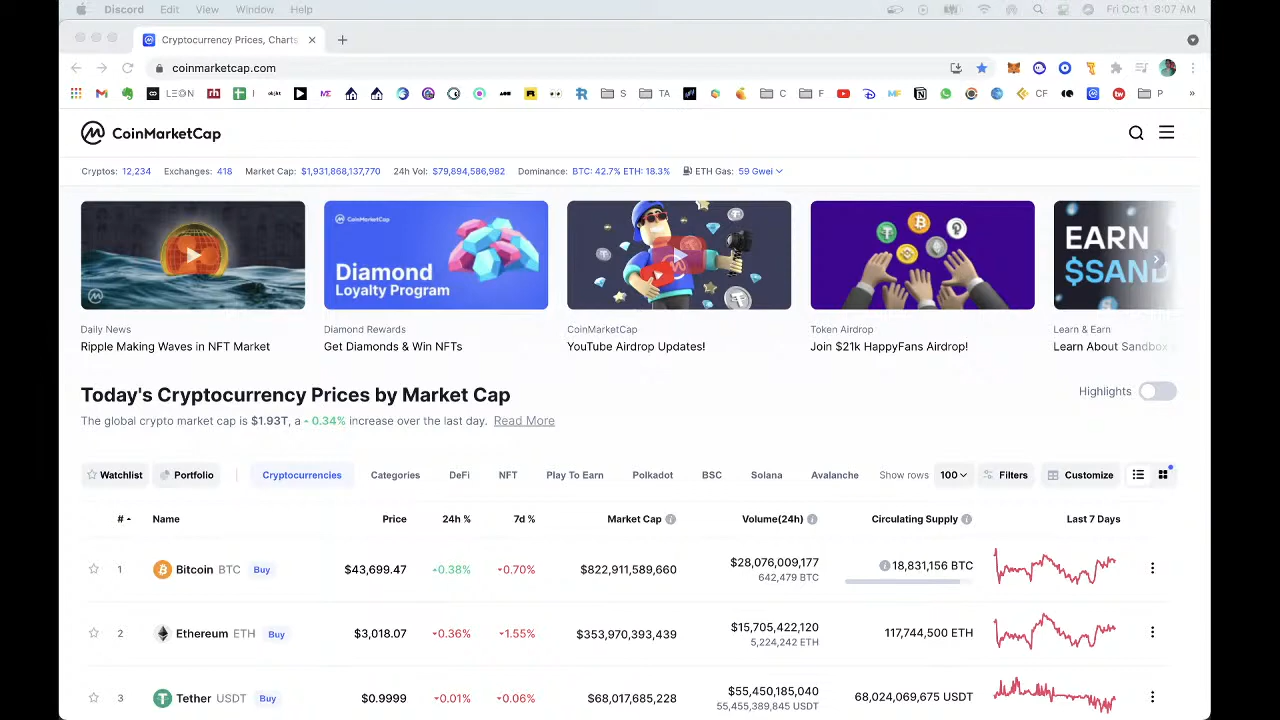 Discord Edit View Window Help Fri Oct 1 8:07 AM
Cryptocurrency Prices, Charts
coinmarketcap.com
LEON S TA C F CF P »
CoinMarketCap
Cryptos: 12,234 Exchanges: 418 Market Cap: $1,931,868,137,770 24h Vol: $79,894,586,982 Dominance: BTC: 42.7% ETH: 18.3% ETH Gas: 59 Gwei
CoinMarketCap
Diamond
Loyalty Program
EARN
$SAND
Daily News Diamond Rewards CoinMarketCap Token Airdrop Learn & Earn
Ripple Making Waves in NFT Market Get Diamonds & Win NFTs YouTube Airdrop Updates! Join $21k HappyFans Airdrop! Learn About Sandbox
Today's Cryptocurrency Prices by Market Cap
Highlights
The global crypto market cap is $1.93T, a 0.34% increase over the last day. Read More
Watchlist Portfolio Cryptocurrencies Categories DeFi NFT Play To Earn Polkadot BSC Solana Avalanche Show rows 100 Filters Customize
# Name Price 24h % 7d % Market Cap Volume(24h) Circulating Supply Last 7 Days
1 Bitcoin BTC Buy $43,699.47 0.38% 0.70% $822,911,589,660 $28,076,009,177 18,831,156 BTC
642,479 BTC
2 Ethereum ETH Buy $3,018.07 0.36% 1.55% $353,970,393,439 $15,705,422,120 117,744,500 ETH
5,224,242 ETH
3 Tether USDT Buy $0.9999 0.01% 0.06% $68,017,685,228 $55,450,185,040 68,024,069,675 USDT
55,455,389,845 USDT